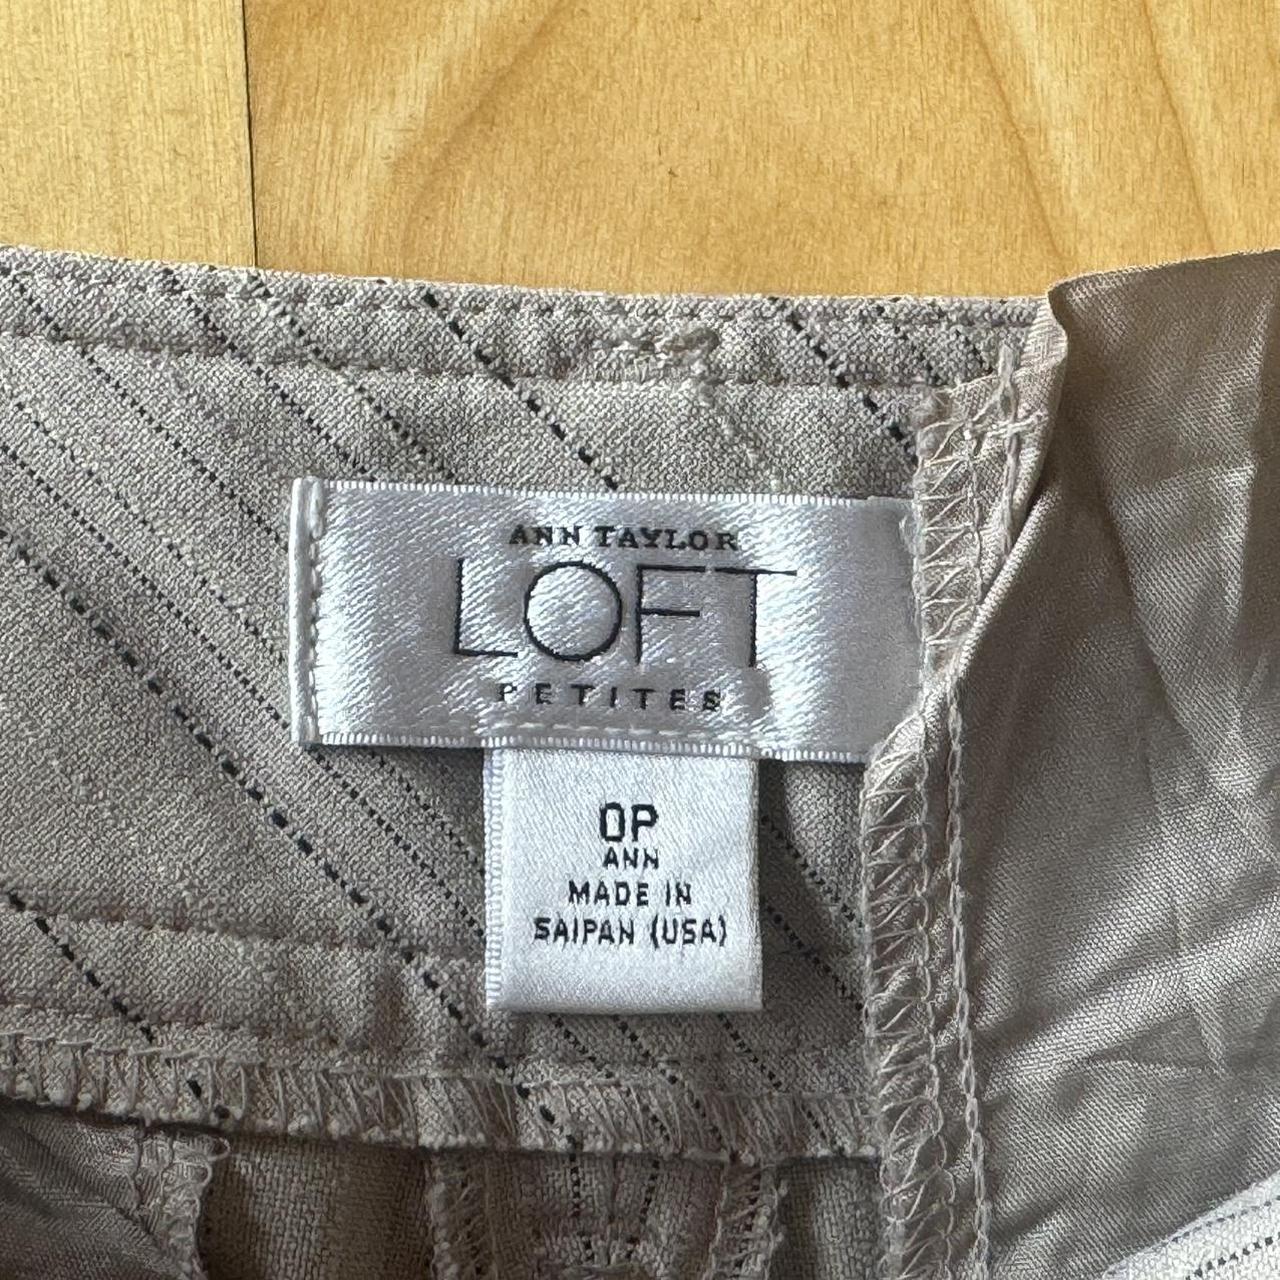 ANN TAYLOR
LOFT
PETITES
0P
ANN
MADE IN
SAIPAN (USA)